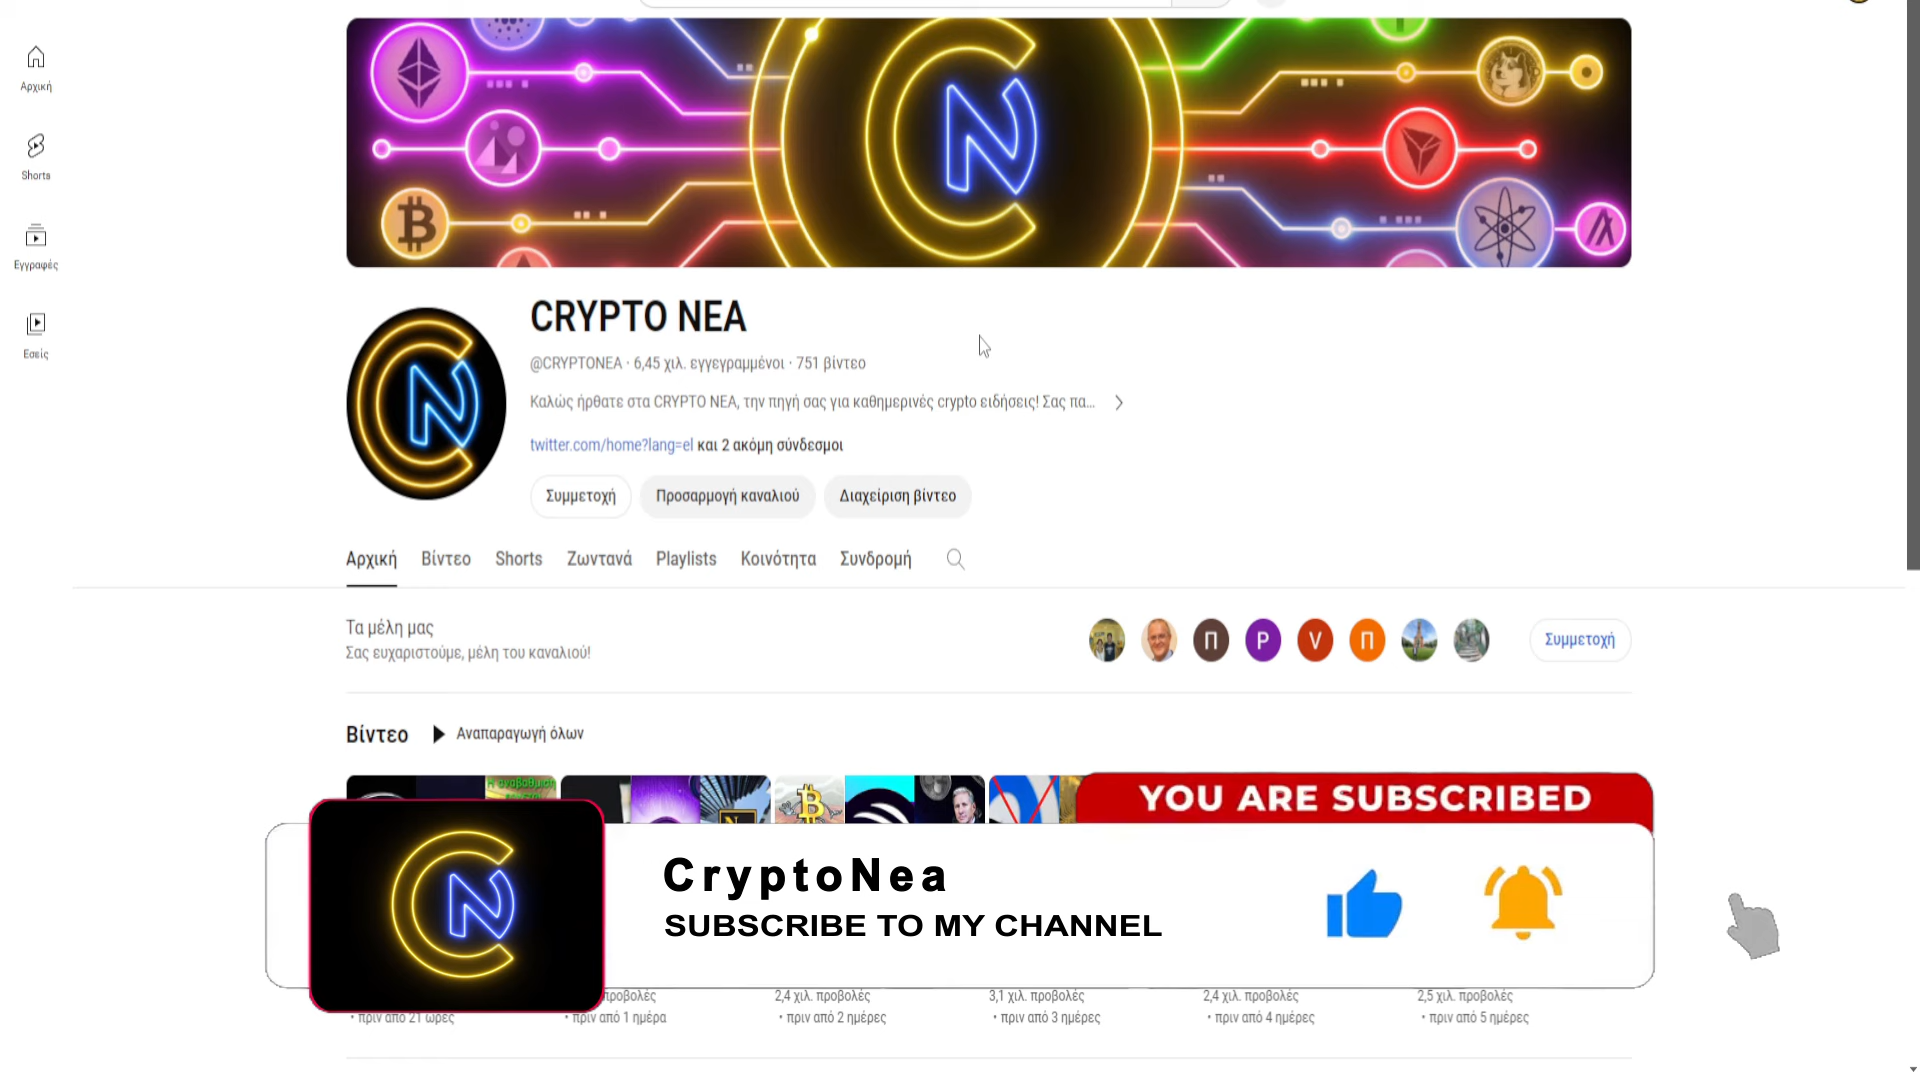 Αρχική
Shorts
Εγγραφές
Εσείς
CRYPTO NEA
@CRYPTONEA · 6,45 χιλ. εγγεγραμμένοι · 751 βίντεο
Καλώς ήρθατε στα CRYPTO NEA, την πηγή σας για καθημερινές crypto ειδήσεις! Σας πα...
twitter.com/home?lang=el και 2 ακόμη σύνδεσμοι
Συμμετοχή Προσαρμογή καναλιού Διαχείριση βίντεο
Αρχική Βίντεο Shorts Ζωντανά Playlists Κοινότητα Συνδρομή
Τα μέλη μας
Σας ευχαριστούμε, μέλη του καναλιού!
Π P V Π
Συμμετοχή
Βίντεο Αναπαραγωγή όλων
YOU ARE SUBSCRIBED
CryptoNea
SUBSCRIBE TO MY CHANNEL
προβολές 2,4 χιλ. προβολές 3,1 χιλ. προβολές 2,4 χιλ. προβολές 2,5 χιλ. προβολές
• πριν από 21 ώρες • πριν από 1 ημέρα • πριν από 2 ημέρες • πριν από 3 ημέρες • πριν από 4 ημέρες • πριν από 5 ημέρες